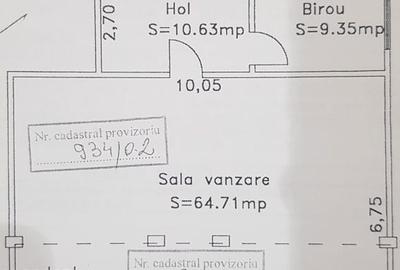 Hol
Birou
S=10.63mp
S=9.35mp
2,70
10,05
Nr. cadastral provizoriu
934/0.2
Sala vanzare
S=64.71mp
6,75
Nr. cadastral provizoriu